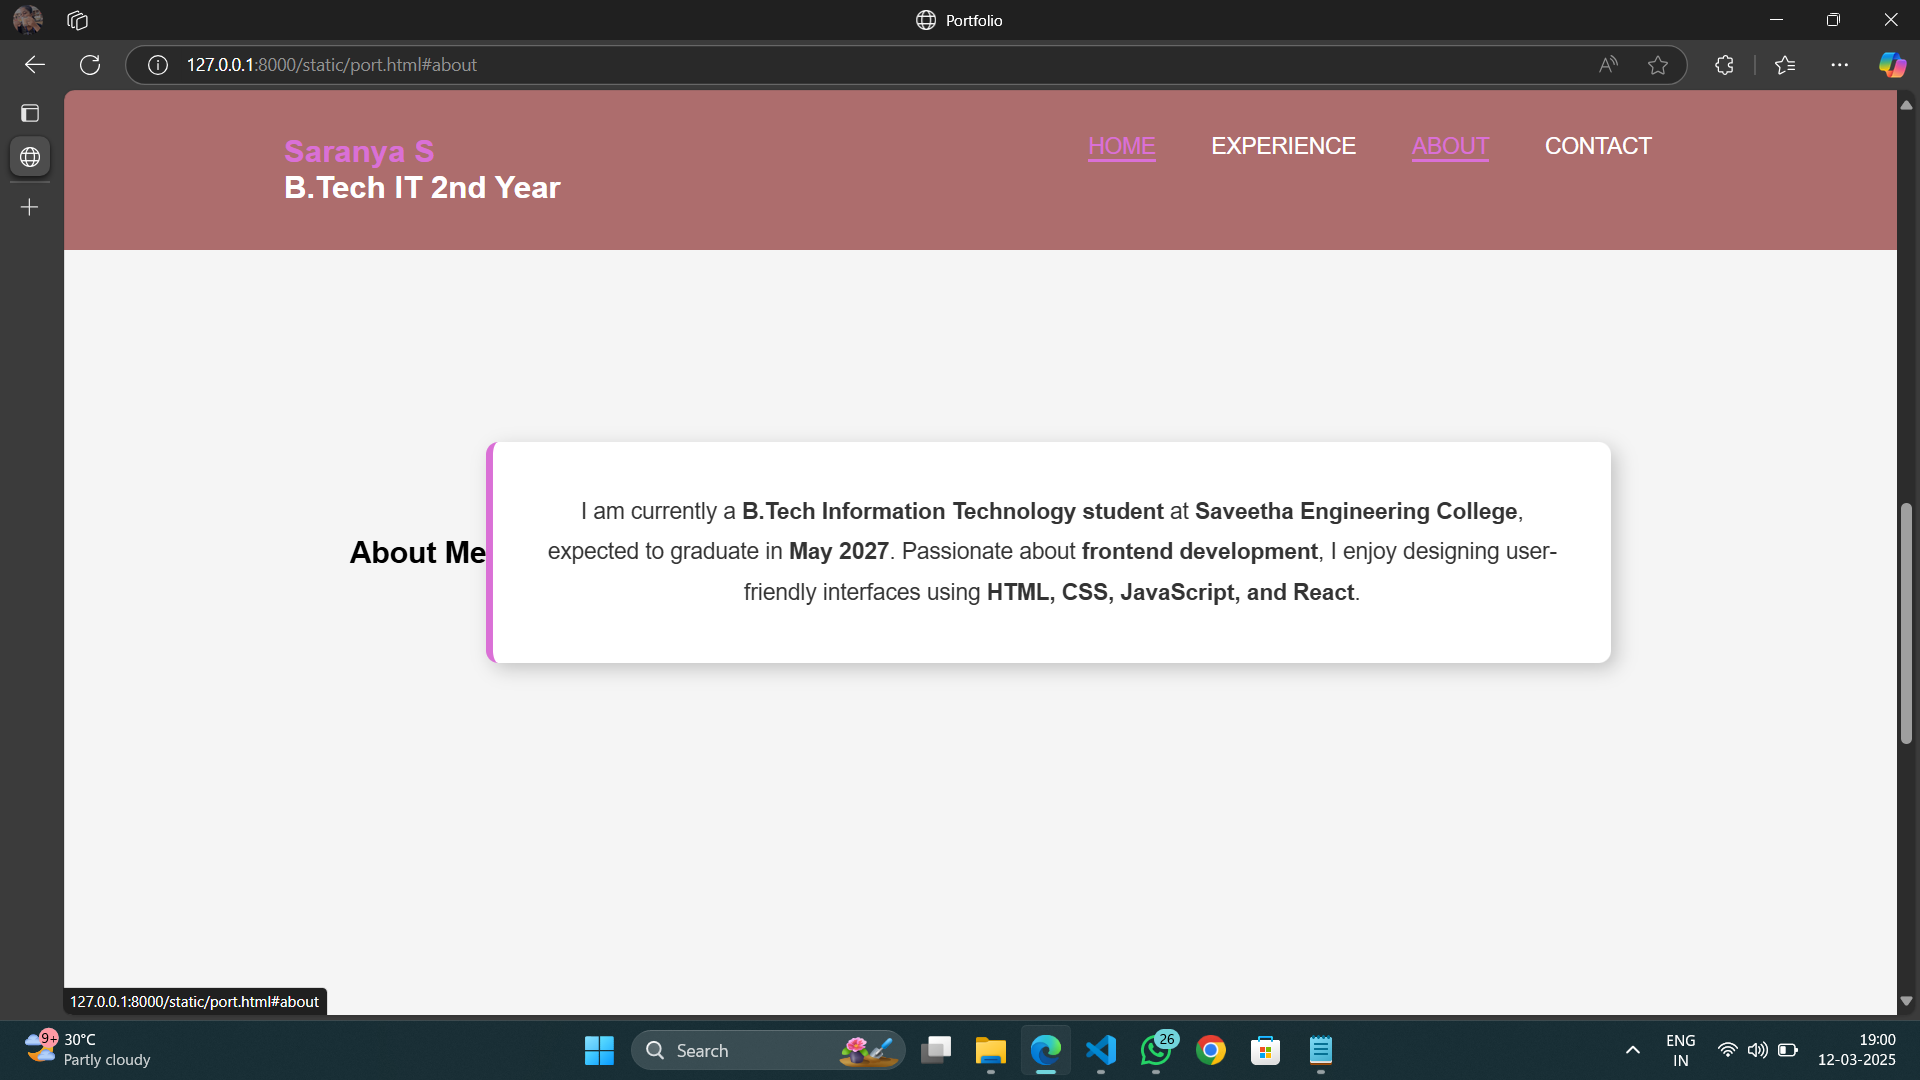 Portfolio
127.0.0.1:8000/static/port.html#about
Saranya S
B.Tech IT 2nd Year
HOME EXPERIENCE ABOUT CONTACT
About Me
I am currently a B.Tech Information Technology student at Saveetha Engineering College,
expected to graduate in May 2027. Passionate about frontend development, I enjoy designing user-
friendly interfaces using HTML, CSS, JavaScript, and React.
127.0.0.1:8000/static/port.html#about
9+
30°C
Partly cloudy
Search
26
ENG
IN
19:00
12-03-2025